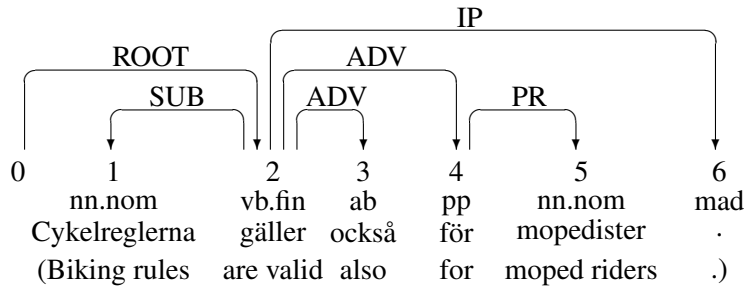 IP
ROOT ADV
SUB ADV PR
0 1 2 3 4 5 6
nn.nom vb.fin ab pp nn.nom mad
Cykelreglerna gäller också för mopedister .
(Biking rules are valid also for moped riders .)